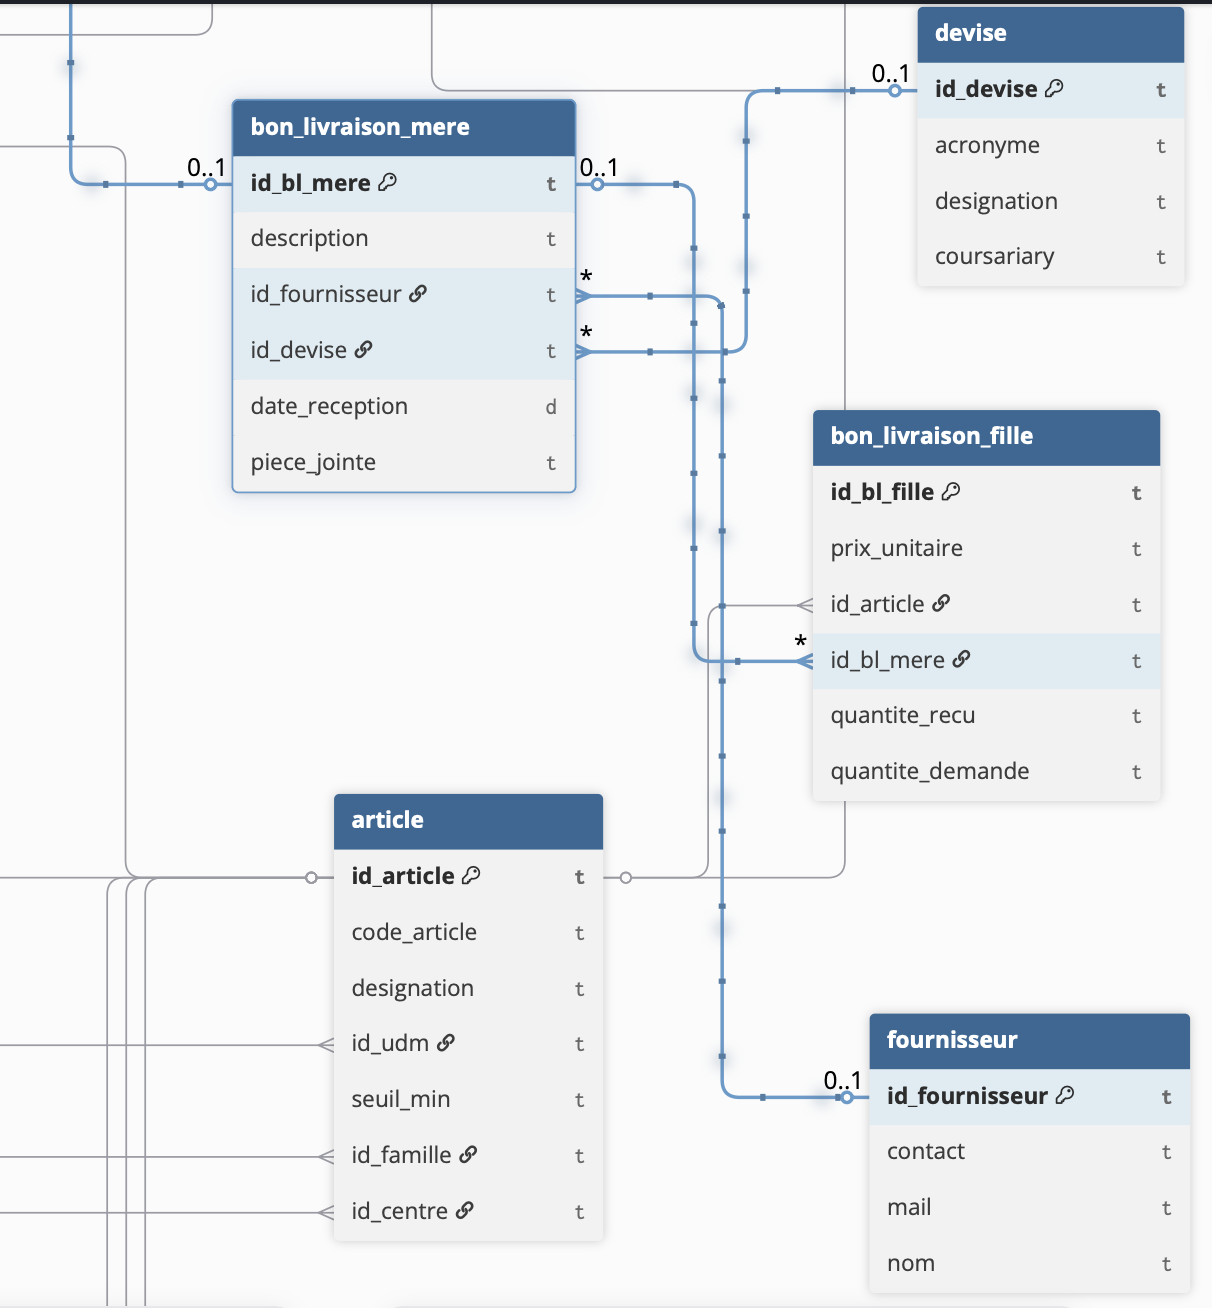 devise
id_devise t
acronyme t
designation t
coursariary t
0..1
bon_livraison_mere
id_bl_mere t
description t
id_fournisseur t
id_devise t
date_reception d
piece_jointe t
0..1
0..1
*
*
bon_livraison_fille
id_bl_fille t
prix_unitaire t
id_article t
id_bl_mere t
quantite_recu t
quantite_demande t
*
article
id_article t
code_article t
designation t
id_udm t
seuil_min t
id_famille t
id_centre t
fournisseur
id_fournisseur t
contact t
mail t
nom t
0..1